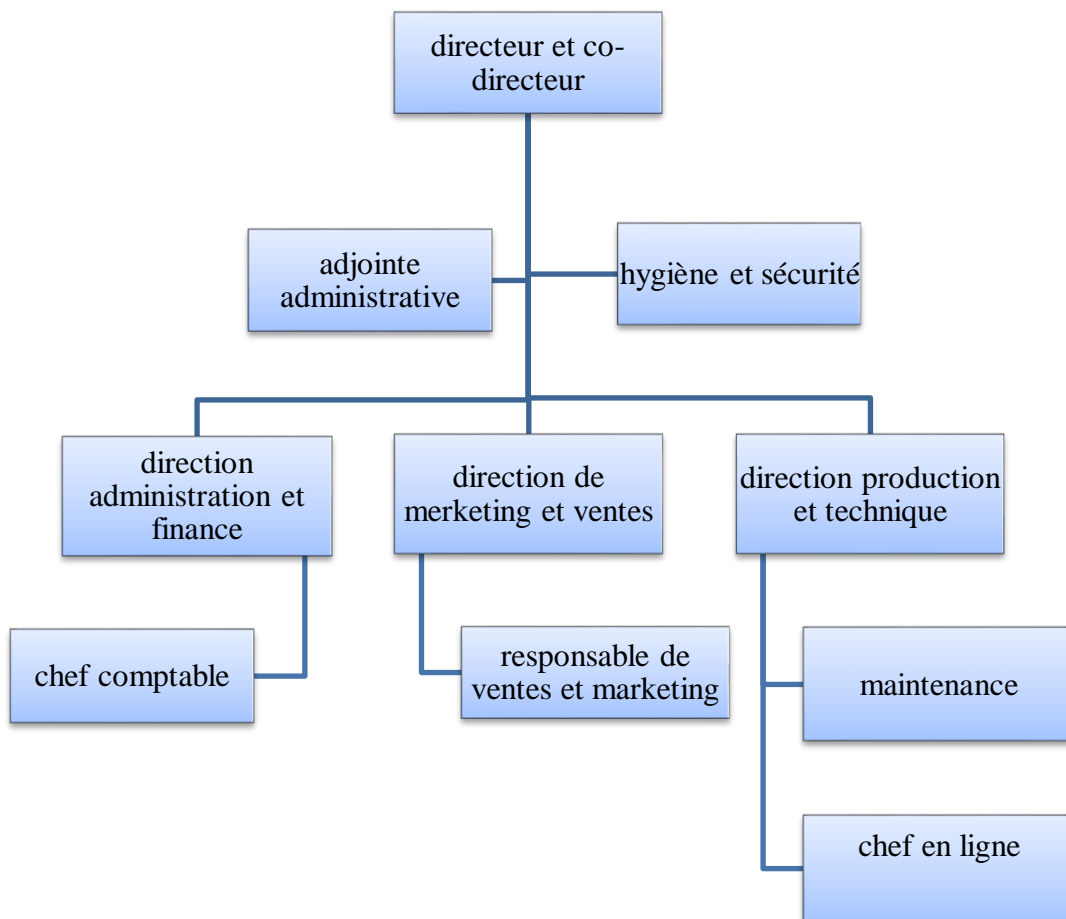 directeur et co-
directeur
adjointe
administrative
hygiène et sécurité
direction
administration et
finance
direction de
merketing et ventes
direction production
et technique
chef comptable
responsable de
ventes et marketing
maintenance
chef en ligne